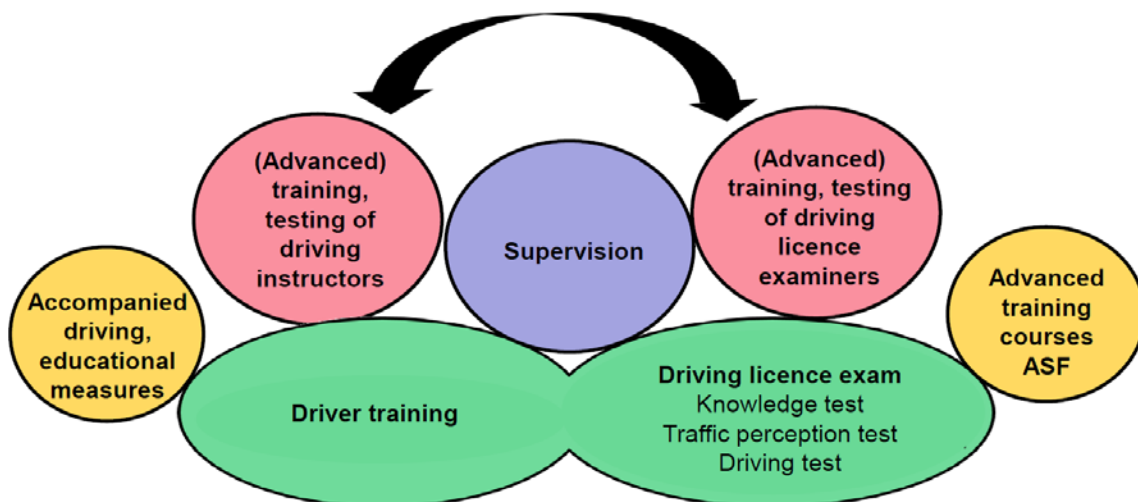 (Advanced)
training,
testing of
driving
instructors
Supervision
(Advanced)
training, testing
of driving
licence
examiners
Accompanied
driving,
educational
measures
Advanced
training
courses
ASF
Driver training
Driving licence exam
Knowledge test
Traffic perception test
Driving test